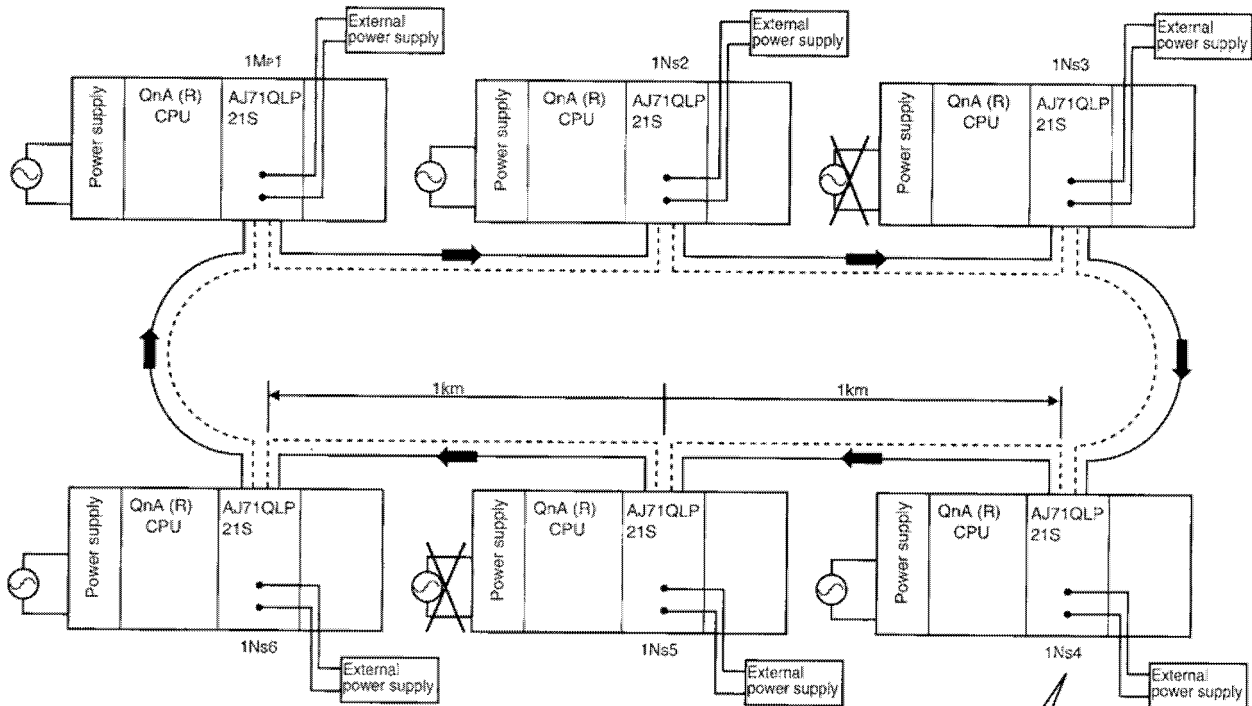 External
power supply
External
power supply
External
power supply
1Mp1
1Ns2
1Ns3
Power supply
QnA (R)
CPU
AJ71QLP
21S
Power supply
QnA (R)
CPU
AJ71QLP
21S
Power supply
QnA (R)
CPU
AJ71QLP
21S
1km
1km
Power supply
QnA (R)
CPU
AJ71QLP
21S
Power supply
QnA (R)
CPU
AJ71QLP
21S
Power supply
QnA (R)
CPU
AJ71QLP
21S
1Ns6
1Ns5
1Ns4
External
power supply
External
power supply
External
power supply